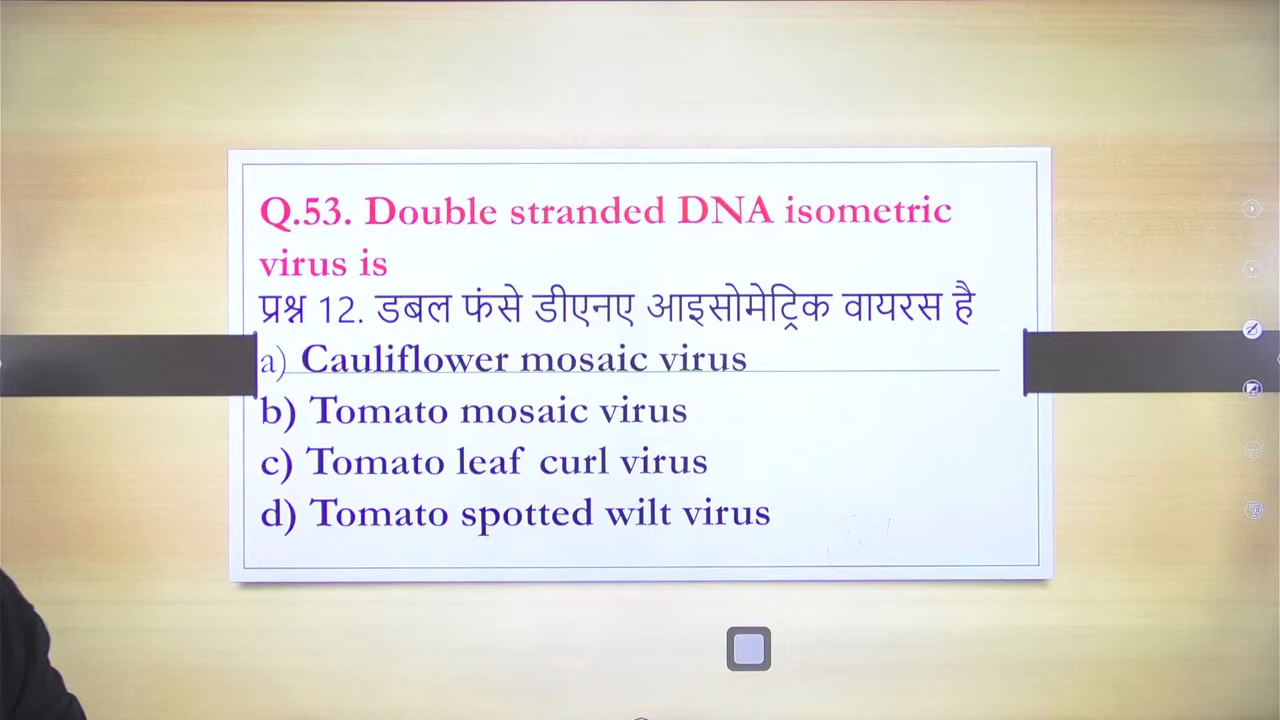 Q.53. Double stranded DNA isometric
virus is
प्रश्न 12. डबल फंसे डीएनए आइसोमेट्रिक वायरस है
a) Cauliflower mosaic virus
b) Tomato mosaic virus
c) Tomato leaf curl virus
d) Tomato spotted wilt virus